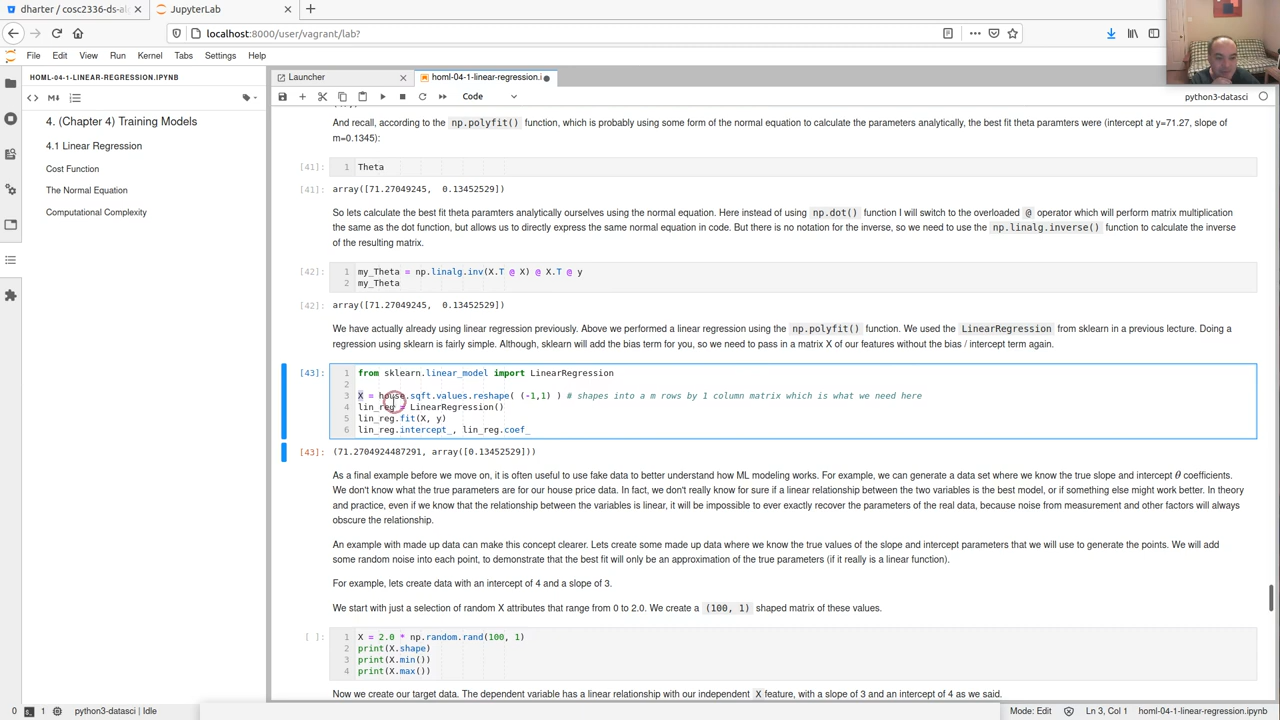 dharter / cosc2336-ds-al
JupyterLab
https://localhost:8000/user/vagrant/lab?
File Edit View Run Kernel Tabs Settings Help
HOML-04-1-LINEAR-REGRESSION.IPYNB
Launcher
homl-04-1-linear-regression.i
Code
python3-datasci
4. (Chapter 4) Training Models
4.1 Linear Regression
Cost Function
The Normal Equation
Computational Complexity
And recall, according to the np.polyfit() function, which is probably using some form of the normal equation to calculate the parameters analytically, the best fit theta paramters were (intercept at y=71.27, slope of
m=0.1345):
[41]: 1 Theta
[41]: array([71.27049245, 0.13452529])
So lets calculate the best fit theta paramters analytically ourselves using the normal equation. Here instead of using np.dot() function I will switch to the overloaded @ operator which will perform matrix multiplication
the same as the dot function, but allows us to directly express the same normal equation in code. But there is no notation for the inverse, so we need to use the np.linalg.inverse() function to calculate the inverse
of the resulting matrix.
[42]: 1 my_Theta = np.linalg.inv(X.T @ X) @ X.T @ y
2 my_Theta
[42]: array([71.27049245, 0.13452529])
We have actually already using linear regression previously. Above we performed a linear regression using the np.polyfit() function. We used the LinearRegression from sklearn in a previous lecture. Doing a
regression using sklearn is fairly simple. Although, sklearn will add the bias term for you, so we need to pass in a matrix X of our features without the bias / intercept term again.
[43]: 1 from sklearn.linear_model import LinearRegression
2
3 X = house.sqft.values.reshape( (-1,1) ) # shapes into a m rows by 1 column matrix which is what we need here
4 lin_reg = LinearRegression()
5 lin_reg.fit(X, y)
6 lin_reg.intercept_, lin_reg.coef_
[43]: (71.2704924487291, array([0.13452529]))
As a final example before we move on, it is often useful to use fake data to better understand how ML modeling works. For example, we can generate a data set where we know the true slope and intercept θ coefficients.
We don't know what the true parameters are for our house price data. In fact, we don't really know for sure if a linear relationship between the two variables is the best model, or if something else might work better. In theory
and practice, even if we know that the relationship between the variables is linear, it will be impossible to ever exactly recover the parameters of the real data, because noise from measurement and other factors will always
obscure the relationship.
An example with made up data can make this concept clearer. Lets create some made up data where we know the true values of the slope and intercept parameters that we will use to generate the points. We will add
some random noise into each point, to demonstrate that the best fit will only be an approximation of the true parameters (if it really is a linear function).
For example, lets create data with an intercept of 4 and a slope of 3.
We start with just a selection of random X attributes that range from 0 to 2.0. We create a (100, 1) shaped matrix of these values.
[ ]: 1 X = 2.0 * np.random.rand(100, 1)
2 print(X.shape)
3 print(X.min())
4 print(X.max())
Now we create our target data. The dependent variable has a linear relationship with our independent X feature, with a slope of 3 and an intercept of 4 as we said.
0 1 python3-datasci | Idle
Mode: Edit Ln 3, Col 1 homl-04-1-linear-regression.ipynb